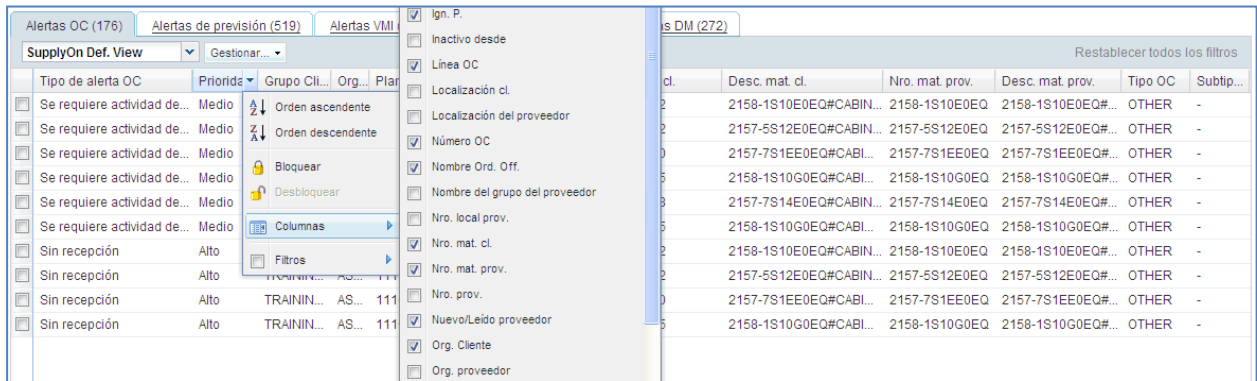 Alertas OC (176) Alertas de previsión (519) Alertas VMI DM (272)
SupplyOn Def. View Gestionar... Restablecer todos los filtros
Tipo de alerta OC Priorida Grupo Cli... Org... Plan cl. Desc. mat. cl. Nro. mat. prov. Desc. mat. prov. Tipo OC Subtip...
Se requiere actividad de... Medio 2158-1S10E0EQ#CABIN... 2158-1S10E0EQ 2158-1S10E0EQ#... OTHER -
Se requiere actividad de... Medio 2157-5S12E0EQ#CABIN... 2157-5S12E0EQ 2157-5S12E0EQ#... OTHER -
Se requiere actividad de... Medio 2157-7S1EE0EQ#CABI... 2157-7S1EE0EQ 2157-7S1EE0EQ#... OTHER -
Se requiere actividad de... Medio 2158-1S10G0EQ#CABI... 2158-1S10G0EQ 2158-1S10G0EQ#... OTHER -
Se requiere actividad de... Medio 2157-7S14E0EQ#CABIN... 2157-7S14E0EQ 2157-7S14E0EQ#... OTHER -
Se requiere actividad de... Medio 2158-1S10G0EQ#CABI... 2158-1S10G0EQ 2158-1S10G0EQ#... OTHER -
Sin recepción Alto 2158-1S10E0EQ#CABIN... 2158-1S10E0EQ 2158-1S10E0EQ#... OTHER -
Sin recepción Alto 2157-5S12E0EQ#CABIN... 2157-5S12E0EQ 2157-5S12E0EQ#... OTHER -
Sin recepción Alto TRAININ... AS... 111 2157-7S1EE0EQ#CABI... 2157-7S1EE0EQ 2157-7S1EE0EQ#... OTHER -
Sin recepción Alto TRAININ... AS... 111 2158-1S10G0EQ#CABI... 2158-1S10G0EQ 2158-1S10G0EQ#... OTHER -
Orden ascendente
Orden descendente
Bloquear
Desbloquear
Columnas
Filtros
Ign. P.
Inactivo desde
Línea OC
Localización cl.
Localización del proveedor
Número OC
Nombre Ord. Off.
Nombre del grupo del proveedor
Nro. local prov.
Nro. mat. cl.
Nro. mat. prov.
Nro. prov.
Nuevo/Leído proveedor
Org. Cliente
Org. proveedor